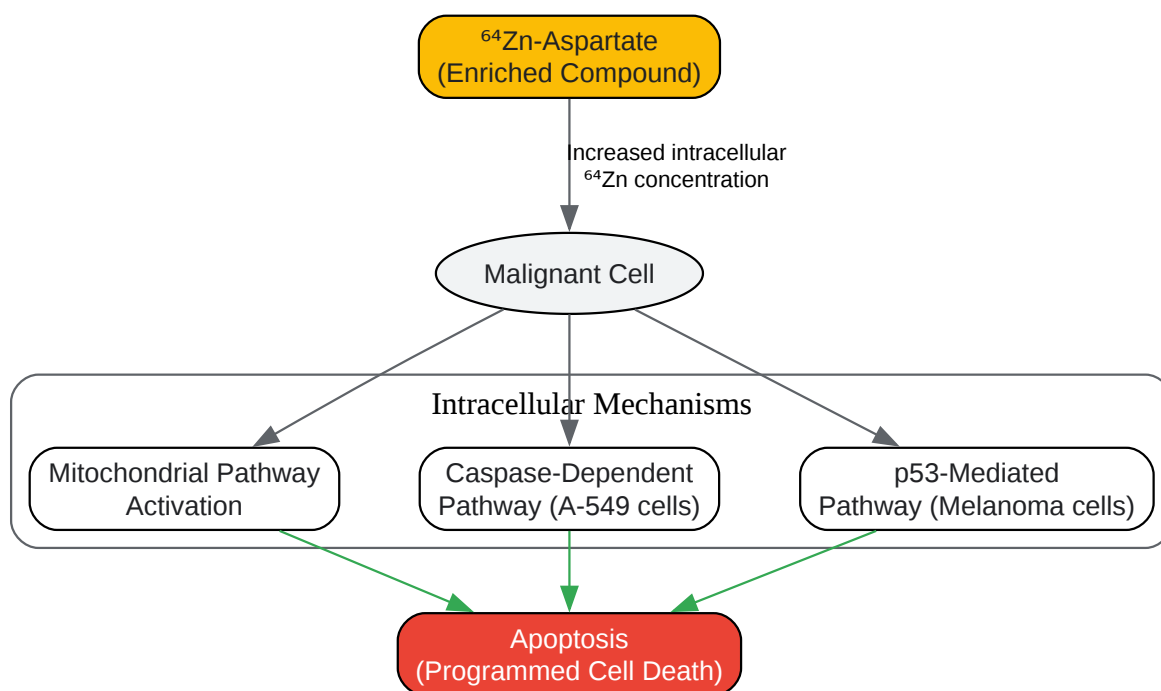 ⁶⁴Zn-Aspartate
(Enriched Compound)
Increased intracellular
⁶⁴Zn concentration
Malignant Cell
Intracellular Mechanisms
Mitochondrial Pathway
Activation
Caspase-Dependent
Pathway (A-549 cells)
p53-Mediated
Pathway (Melanoma cells)
Apoptosis
(Programmed Cell Death)